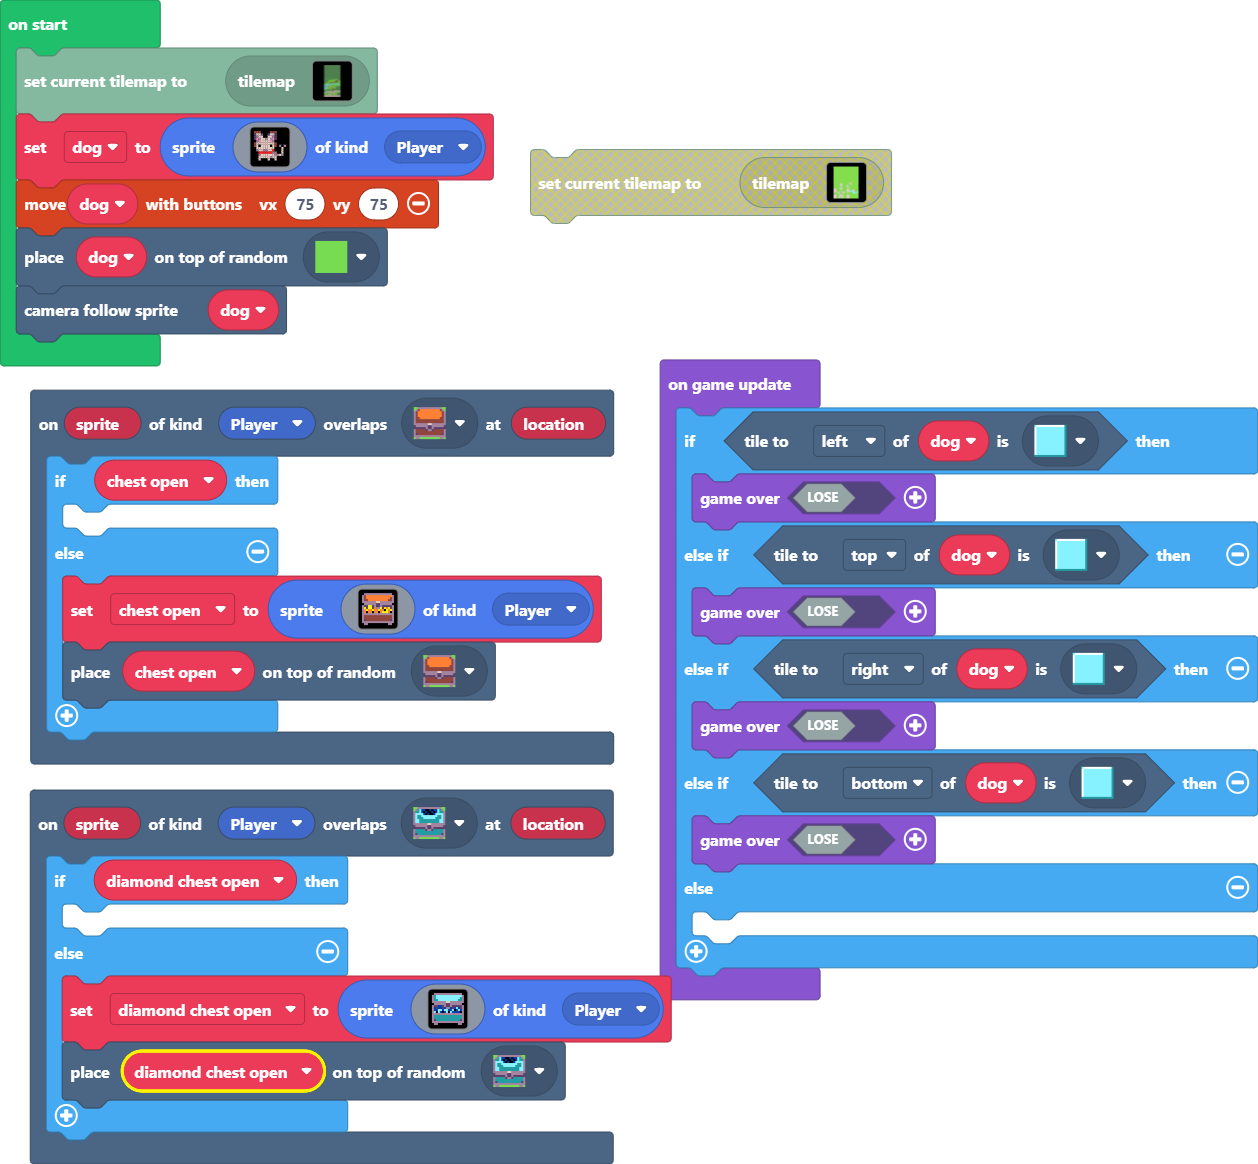 on start
set current tilemap to tilemap
set dog to sprite of kind Player
move dog with buttons vx 75 vy 75
place dog on top of random
camera follow sprite dog
set current tilemap to tilemap
on sprite of kind Player overlaps at location
if chest open then
else
set chest open to sprite of kind Player
place chest open on top of random
on sprite of kind Player overlaps at location
if diamond chest open then
else
set diamond chest open to sprite of kind Player
place diamond chest open on top of random
on game update
if tile to left of dog is then
game over LOSE
else if tile to top of dog is then
game over LOSE
else if tile to right of dog is then
game over LOSE
else if tile to bottom of dog is then
game over LOSE
else